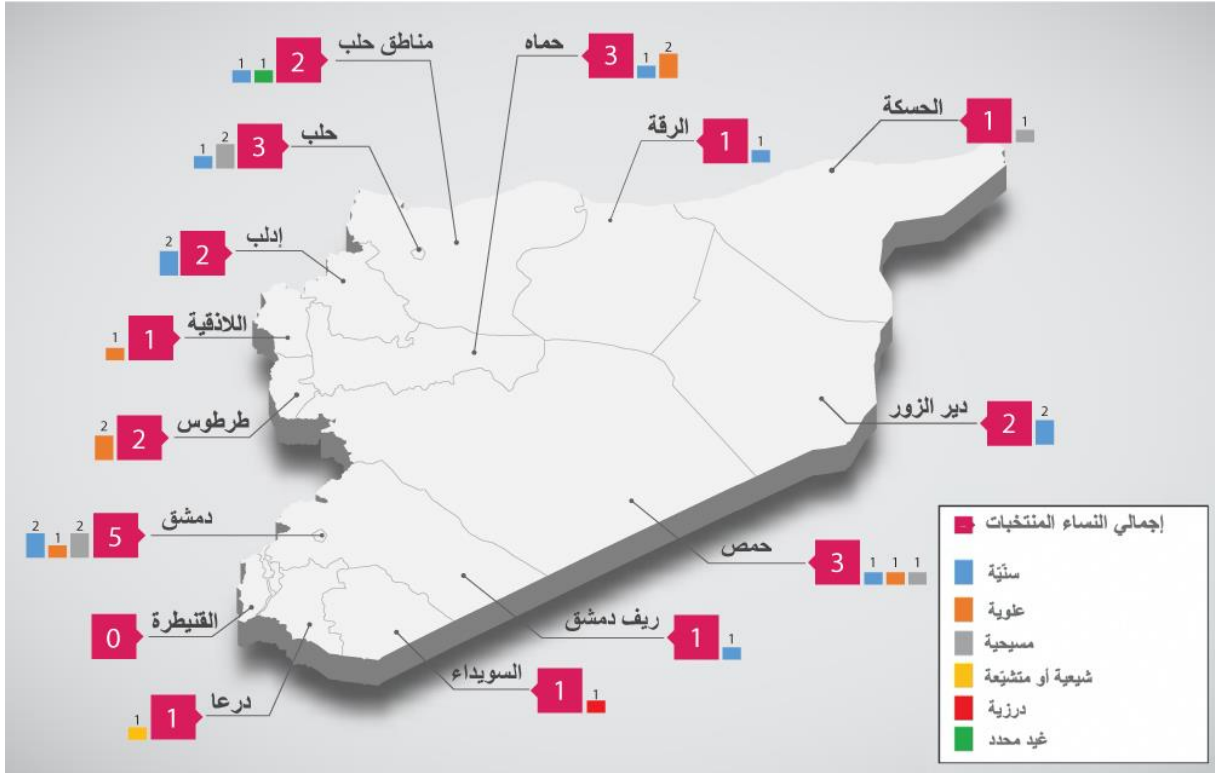 مناطق حلب
2
1
1
حماه
3
1
2
الحسكة
1
1
الرقة
1
1
حلب
3
2
1
إدلب
2
2
اللاذقية
1
1
طرطوس
2
2
دير الزور
2
2
دمشق
5
2
1
2
حمص
3
1
1
1
القنيطرة
0
ريف دمشق
1
1
السويداء
1
1
درعا
1
1
إجمالي النساء المنتخبات
سنّيّة
علوية
مسيحية
شيعية أو متشيّعة
درزية
غيد محدد